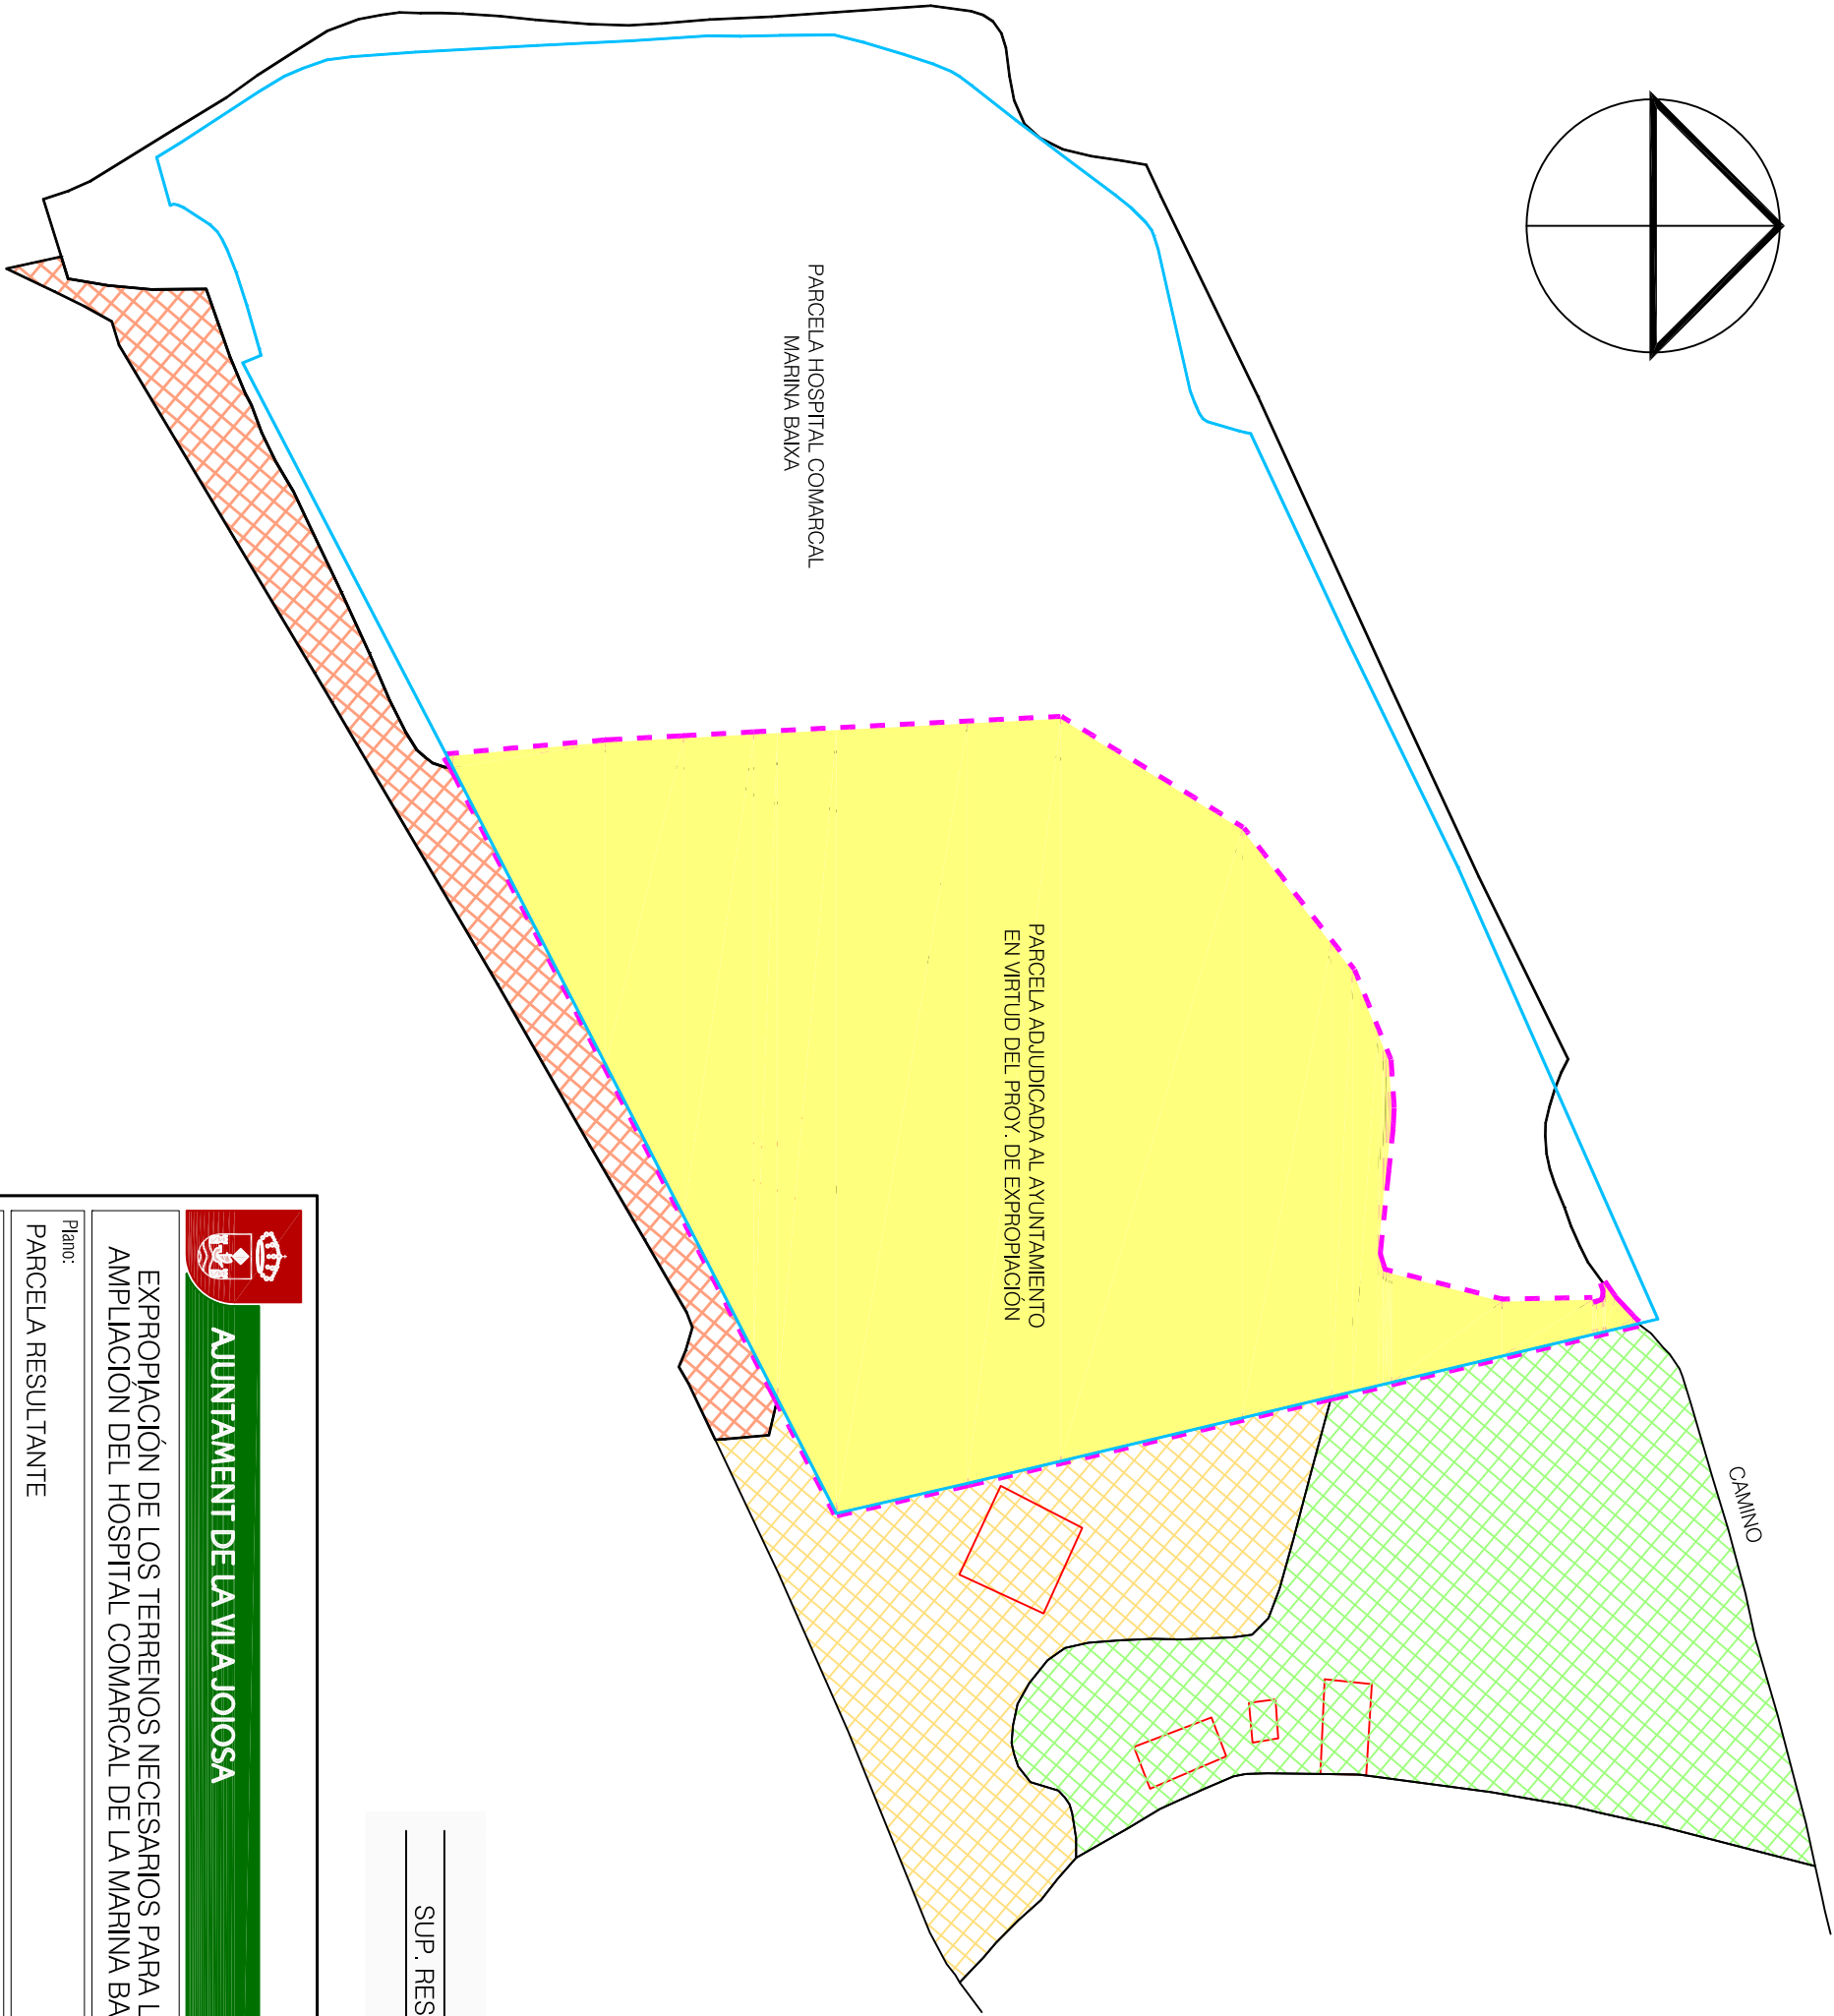 CAMINO
PARCELA HOSPITAL COMARCAL
MARINA BAIXA
PARCELA ADJUDICADA AL AYUNTAMIENTO
EN VIRTUD DEL PROY. DE EXPROPIACIÓN
SUP. RES
AJUNTAMENT DE LA VILA JOIOSA
EXPROPIACIÓN DE LOS TERRENOS NECESARIOS PARA L
AMPLIACIÓN DEL HOSPITAL COMARCAL DE LA MARINA BA
Plano:
PARCELA RESULTANTE